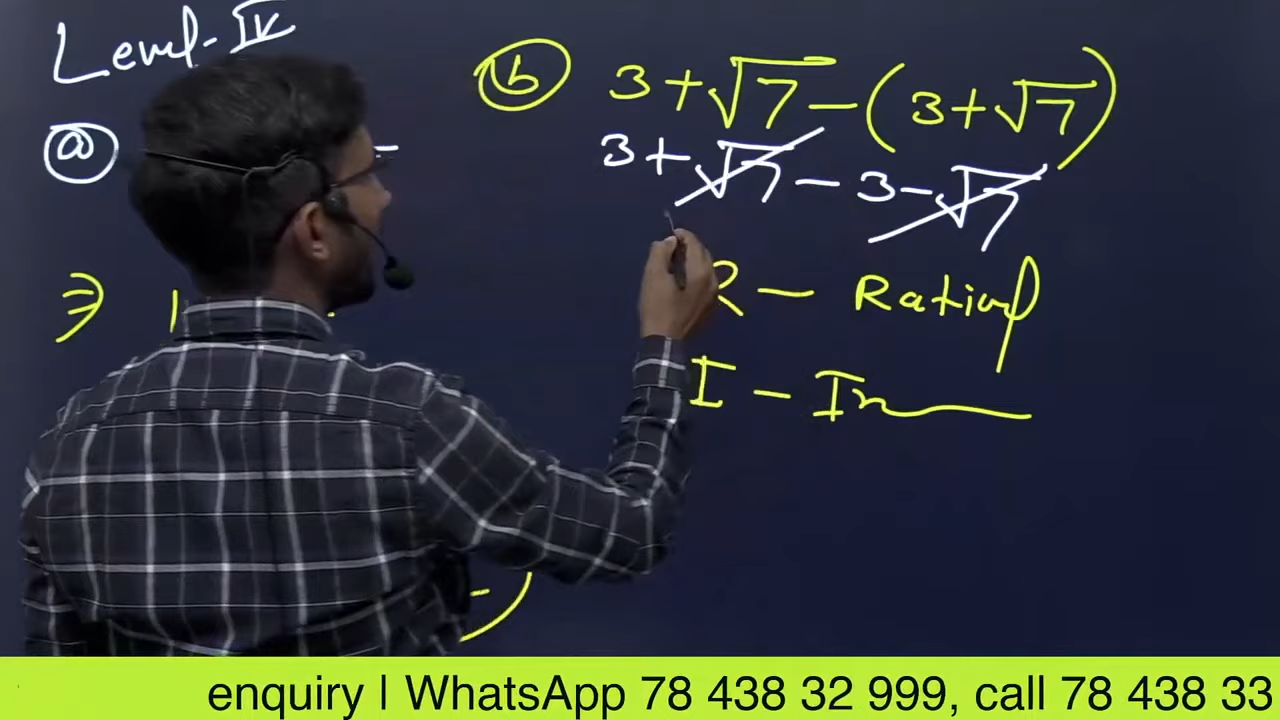 Level-IV
(b) 3+√7-(3+√7)
(a)
3+√7-3-√7
R - Rational
I - Irr
enquiry | WhatsApp 78 438 32 999, call 78 438 33